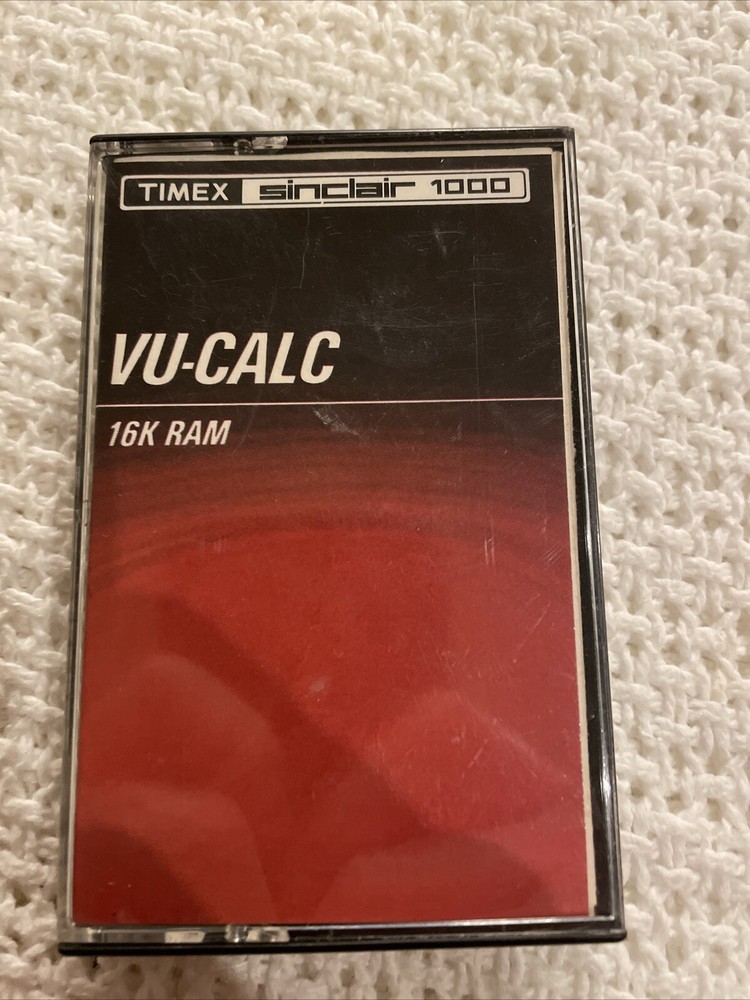 TIMEX sinclair 1000
VU-CALC
16K RAM